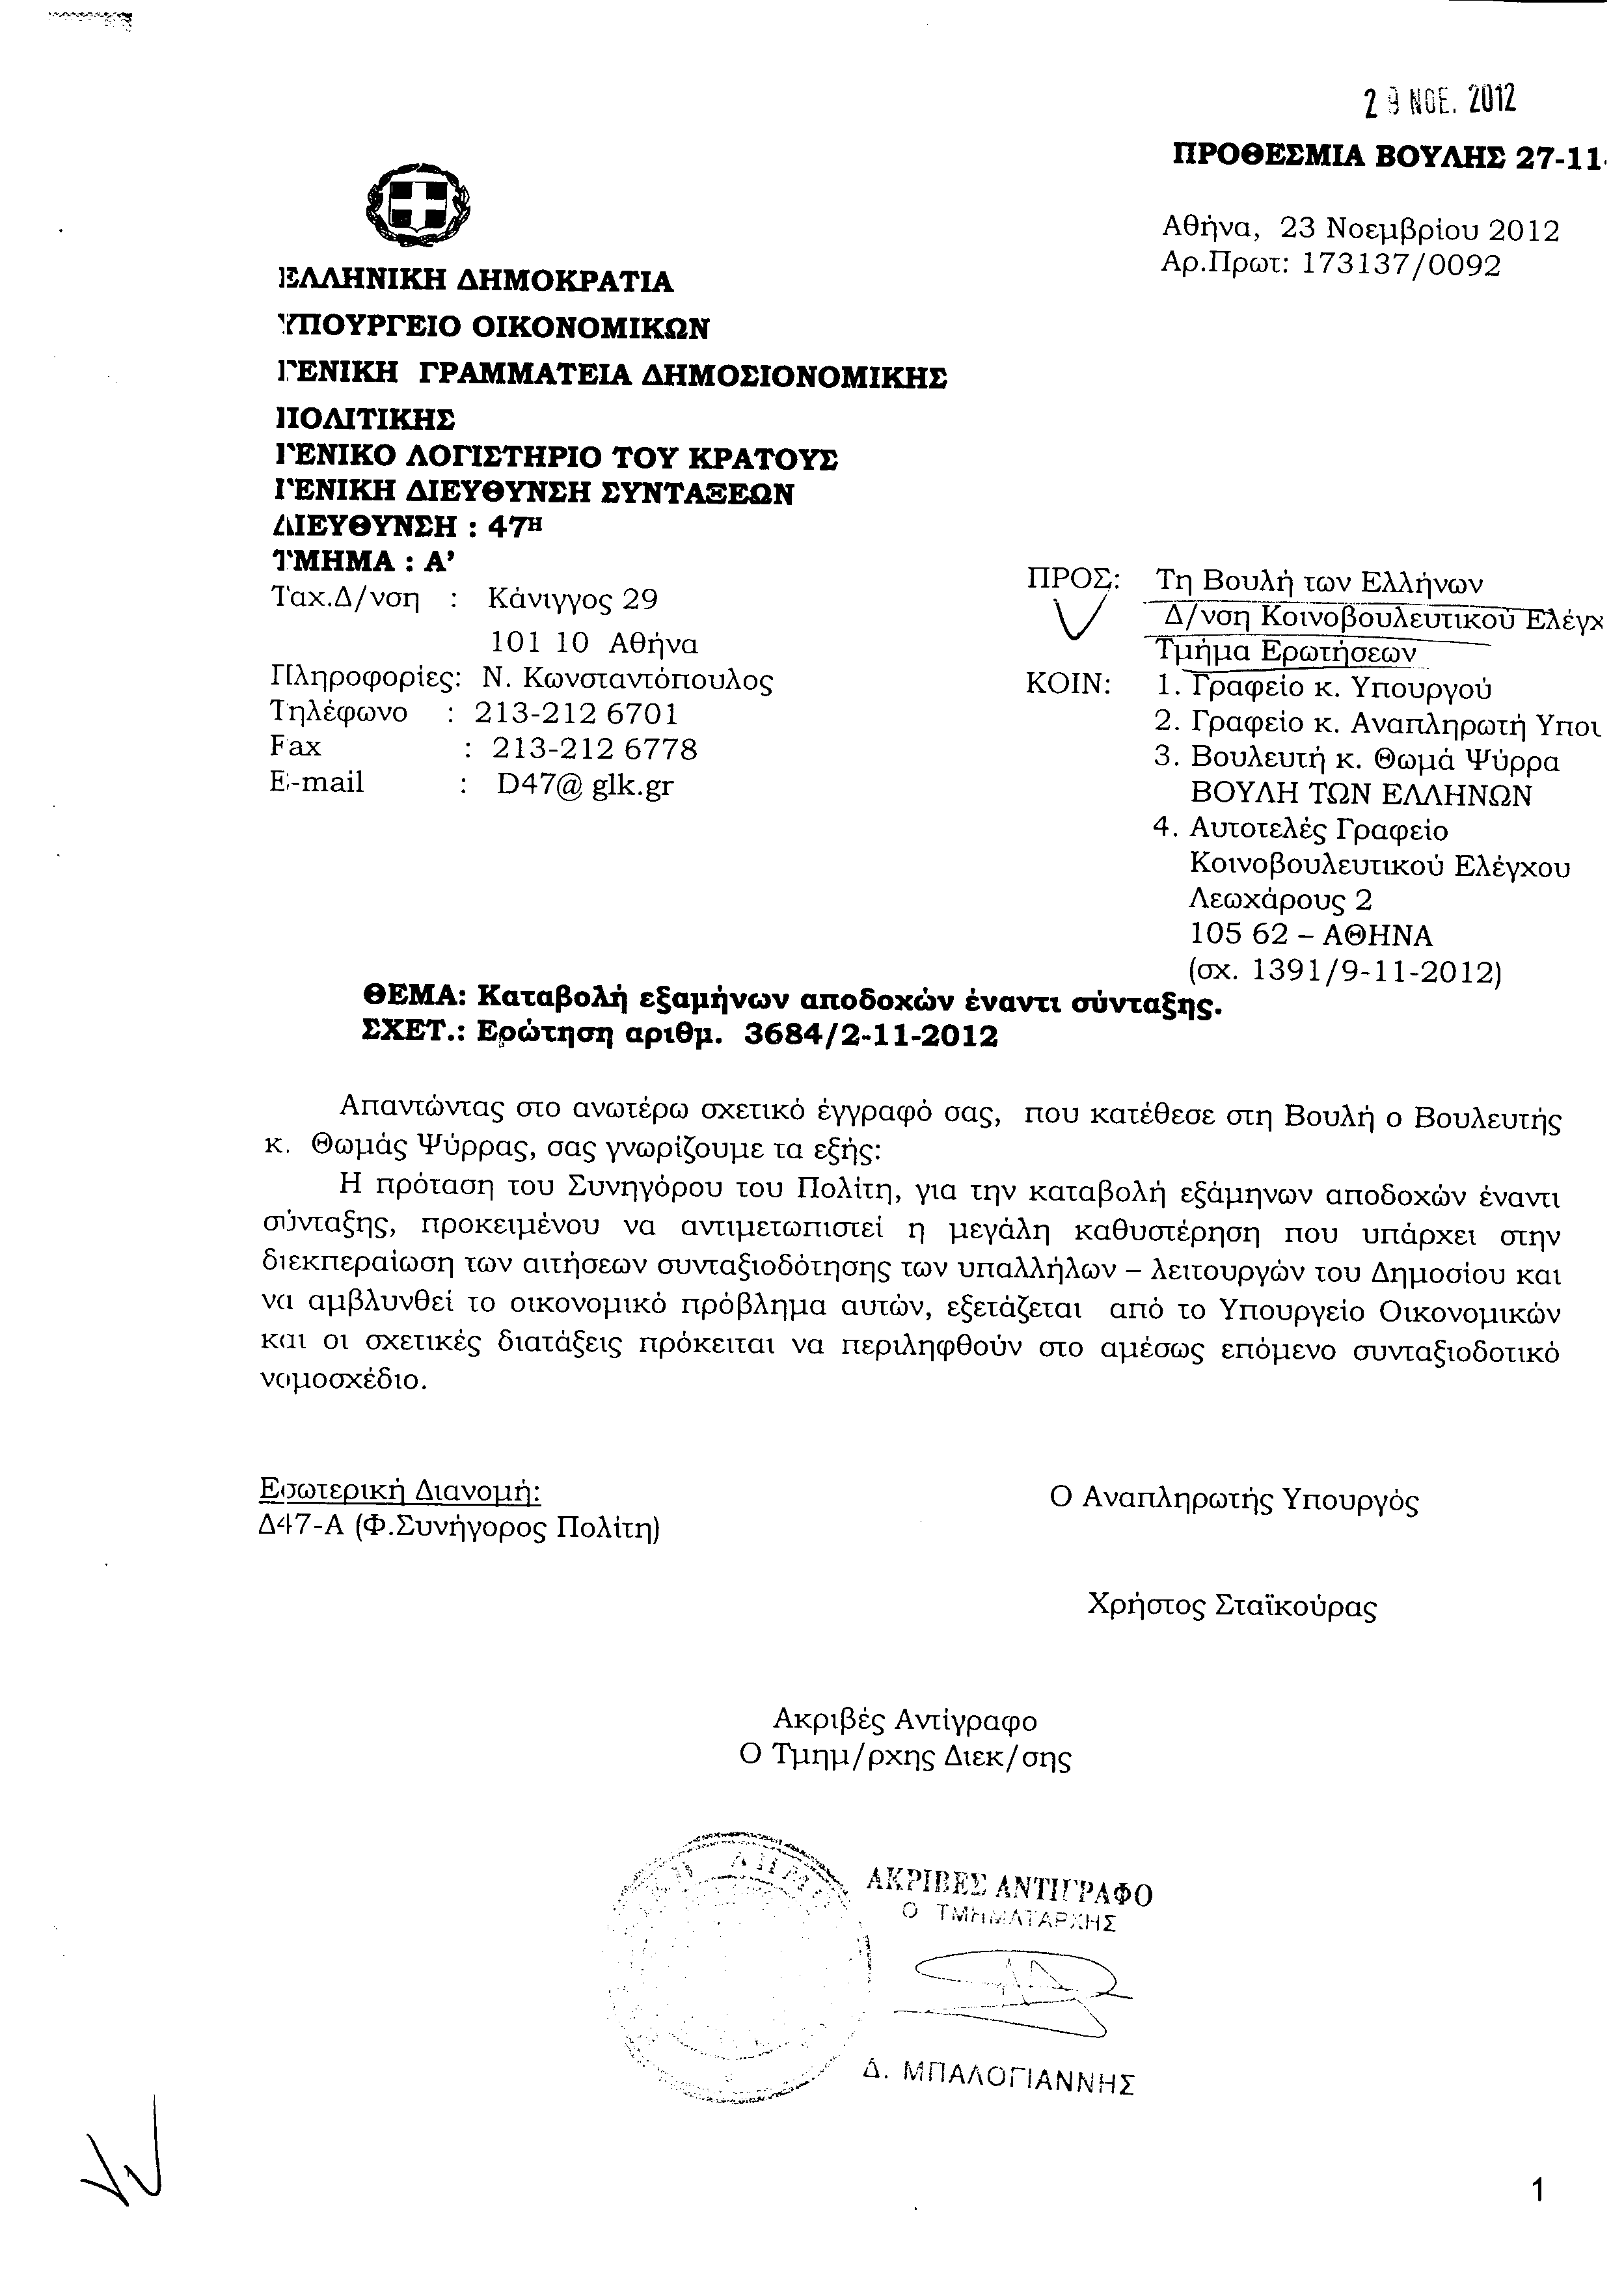 29 ΝΟΕ. 2012
ΠΡΟΘΕΣΜΙΑ ΒΟΥΛΗΣ 27-11
Αθήνα, 23 Νοεμβρίου 2012
Αρ.Πρωτ: 173137/0092
ΕΛΛΗΝΙΚΗ ΔΗΜΟΚΡΑΤΙΑ
ΥΠΟΥΡΓΕΙΟ ΟΙΚΟΝΟΜΙΚΩΝ
ΓΕΝΙΚΗ ΓΡΑΜΜΑΤΕΙΑ ΔΗΜΟΣΙΟΝΟΜΙΚΗΣ
ΠΟΛΙΤΙΚΗΣ
ΓΕΝΙΚΟ ΛΟΓΙΣΤΗΡΙΟ ΤΟΥ ΚΡΑΤΟΥΣ
ΓΕΝΙΚΗ ΔΙΕΥΘΥΝΣΗ ΣΥΝΤΑΞΕΩΝ
ΔΙΕΥΘΥΝΣΗ : 47Η
ΤΜΗΜΑ : Α’
Ταχ.Δ/νση : Κάνιγγος 29
101 10 Αθήνα
Πληροφορίες: Ν. Κωνσταντόπουλος
Τηλέφωνο : 213-212 6701
Fax : 213-212 6778
E-mail : D47@ glk.gr
ΠΡΟΣ: Τη Βουλή των Ελλήνων
Δ/νση Κοινοβουλευτικού Ελέγχ
Τμήμα Ερωτήσεων
ΚΟΙΝ: 1. Γραφείο κ. Υπουργού
2. Γραφείο κ. Αναπληρωτή Υπου
3. Βουλευτή κ. Θωμά Ψύρρα
ΒΟΥΛΗ ΤΩΝ ΕΛΛΗΝΩΝ
4. Αυτοτελές Γραφείο
Κοινοβουλευτικού Ελέγχου
Λεωχάρους 2
105 62 – ΑΘΗΝΑ
(σχ. 1391/9-11-2012)
ΘΕΜΑ: Καταβολή εξαμήνων αποδοχών έναντι σύνταξης.
ΣΧΕΤ.: Ερώτηση αριθμ. 3684/2-11-2012
Απαντώντας στο ανωτέρω σχετικό έγγραφό σας, που κατέθεσε στη Βουλή ο Βουλευτής
κ. Θωμάς Ψύρρας, σας γνωρίζουμε τα εξής:
Η πρόταση του Συνηγόρου του Πολίτη, για την καταβολή εξάμηνων αποδοχών έναντι
σύνταξης, προκειμένου να αντιμετωπιστεί η μεγάλη καθυστέρηση που υπάρχει στην
διεκπεραίωση των αιτήσεων συνταξιοδότησης των υπαλλήλων – λειτουργών του Δημοσίου και
να αμβλυνθεί το οικονομικό πρόβλημα αυτών, εξετάζεται από το Υπουργείο Οικονομικών
και οι σχετικές διατάξεις πρόκειται να περιληφθούν στο αμέσως επόμενο συνταξιοδοτικό
νομοσχέδιο.
Εσωτερική Διανομή:
Δ47-Α (Φ.Συνήγορος Πολίτη)
Ο Αναπληρωτής Υπουργός
Χρήστος Σταϊκούρας
Ακριβές Αντίγραφο
Ο Τμημ/ρχης Διεκ/σης
ΑΚΡΙΒΕΣ ΑΝΤΙΓΡΑΦΟ
Ο ΤΜΗΜΑΤΑΡΧΗΣ
Δ. ΜΠΑΛΟΓΙΑΝΝΗΣ
1